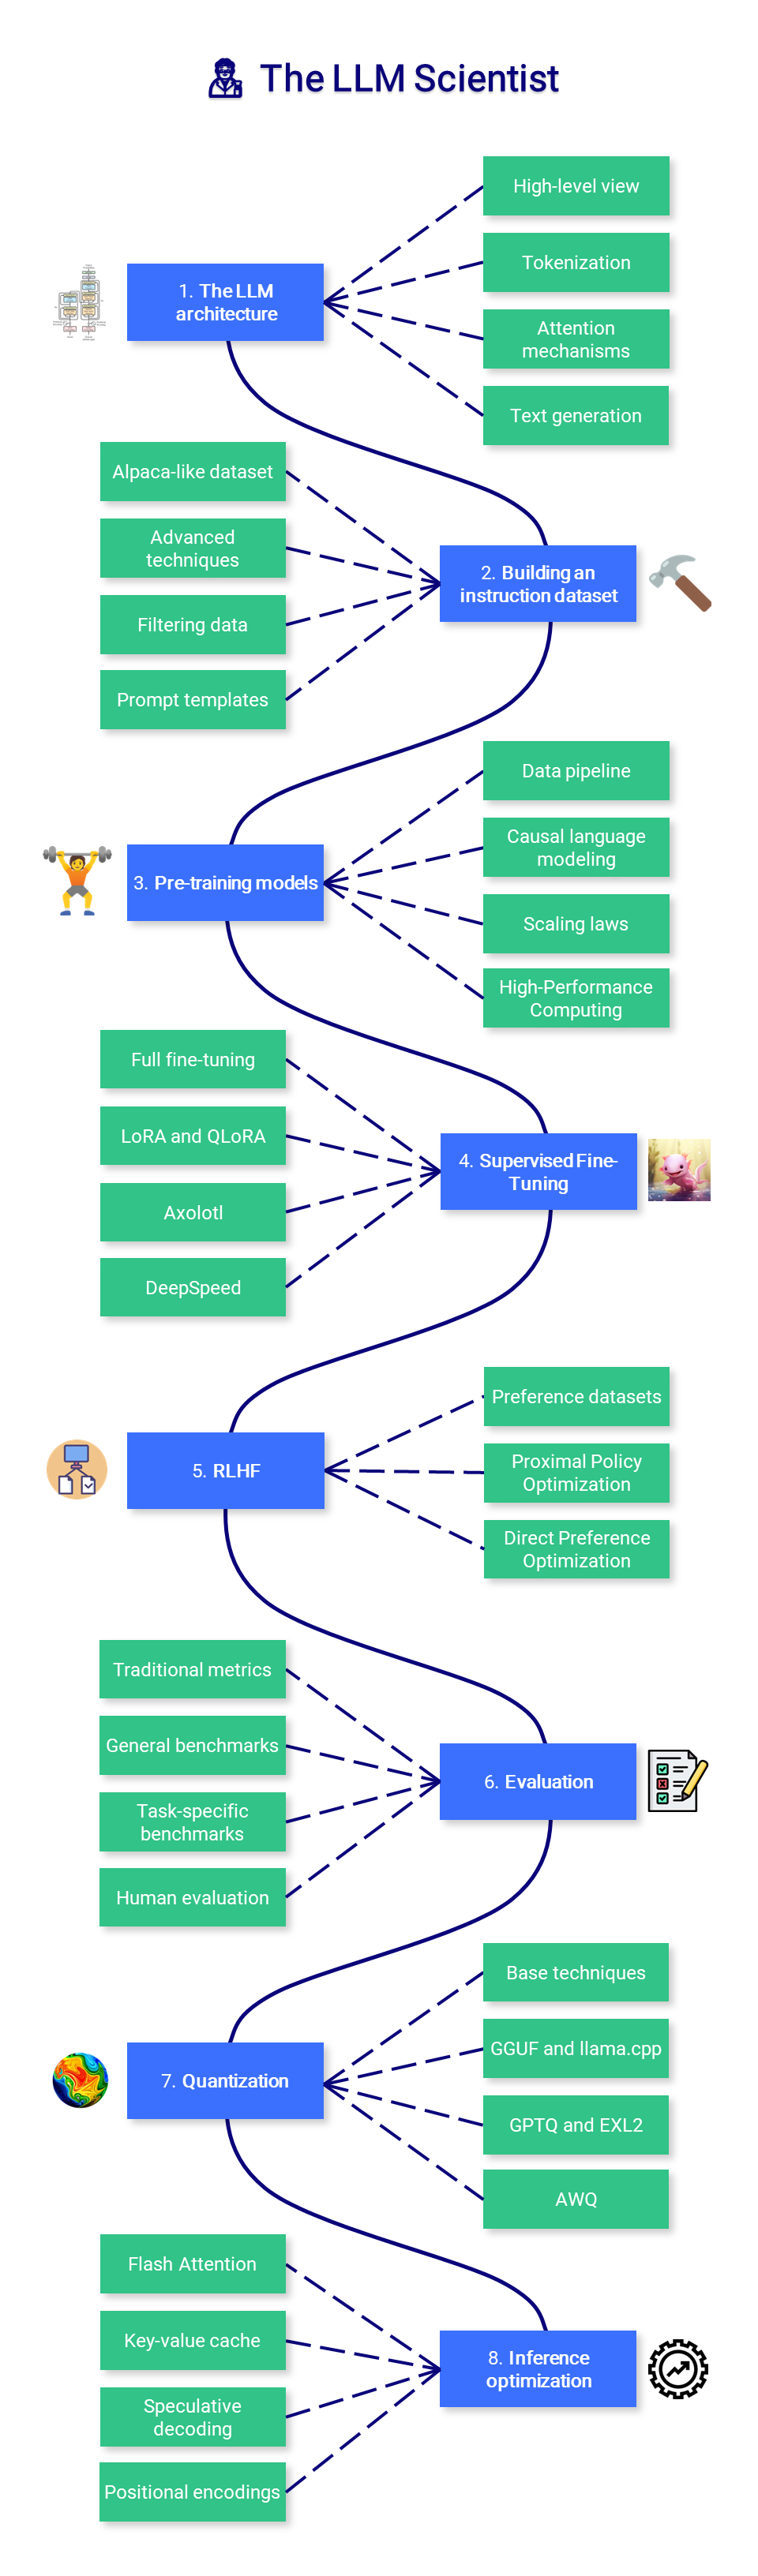 The LLM Scientist
High-level view
Tokenization
1. The LLM
architecture
Attention
mechanisms
Text generation
Alpaca-like dataset
Advanced
techniques
2. Building an
instruction dataset
Filtering data
Prompt templates
Data pipeline
Causal language
modeling
3. Pre-training models
Scaling laws
High-Performance
Computing
Full fine-tuning
LoRA and QLoRA
4. Supervised Fine-
Tuning
Axolotl
DeepSpeed
Preference datasets
5. RLHF
Proximal Policy
Optimization
Direct Preference
Optimization
Traditional metrics
General benchmarks
6. Evaluation
Task-specific
benchmarks
Human evaluation
Base techniques
GGUF and llama.cpp
7. Quantization
GPTQ and EXL2
AWQ
Flash Attention
Key-value cache
8. Inference
optimization
Speculative
decoding
Positional encodings